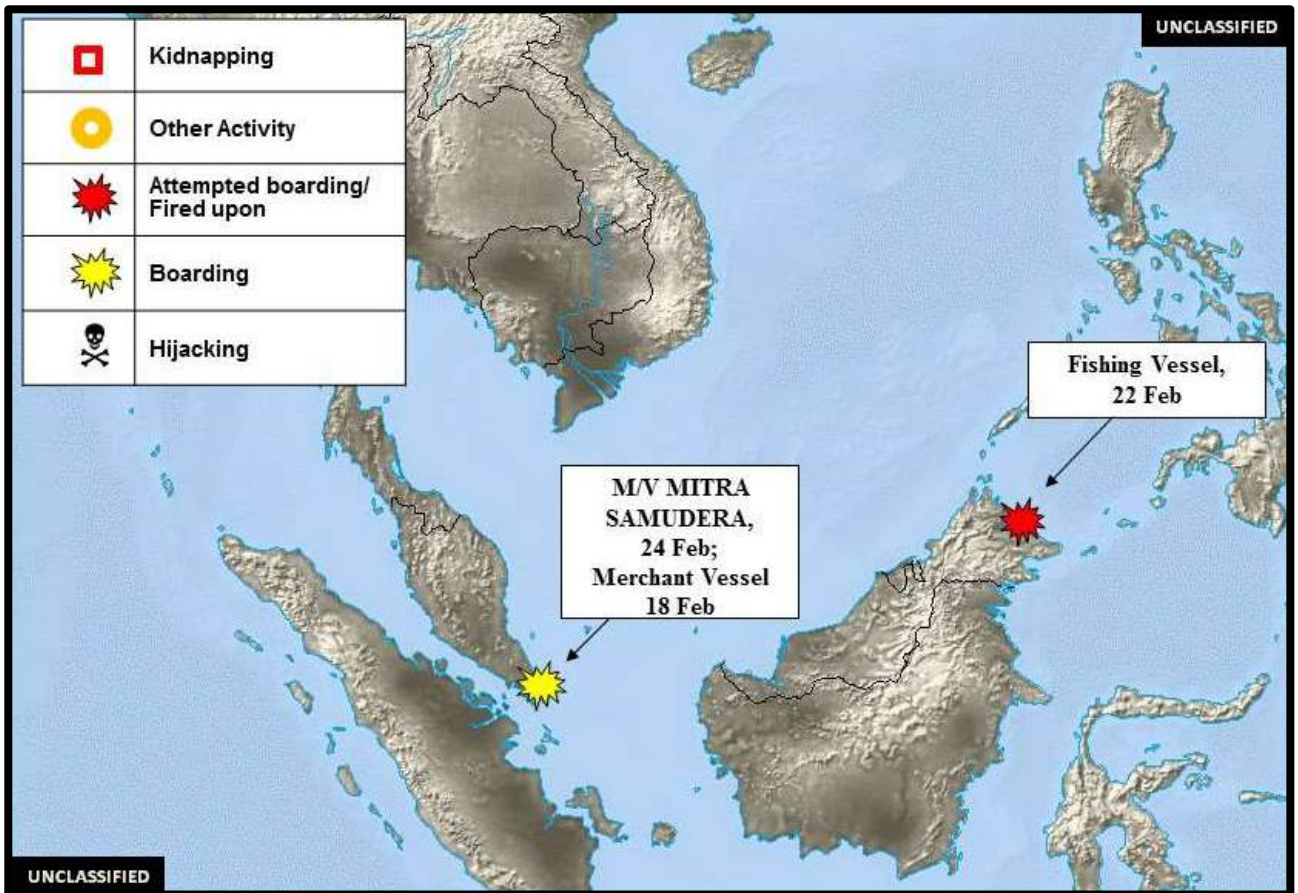 UNCLASSIFIED
Kidnapping
Other Activity
Attempted boarding/
Fired upon
Boarding
Hijacking
Fishing Vessel,
22 Feb
M/V MITRA
SAMUDERA,
24 Feb;
Merchant Vessel
18 Feb
UNCLASSIFIED